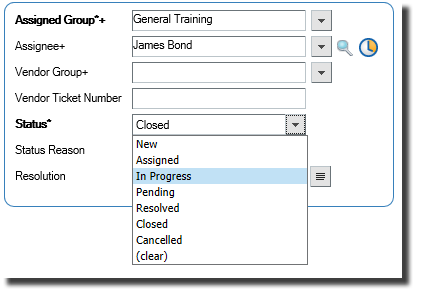 Assigned Group*+ General Training
Assignee+ James Bond
Vendor Group+
Vendor Ticket Number
Status* Closed
Status Reason
Resolution
New
Assigned
In Progress
Pending
Resolved
Closed
Cancelled
(clear)